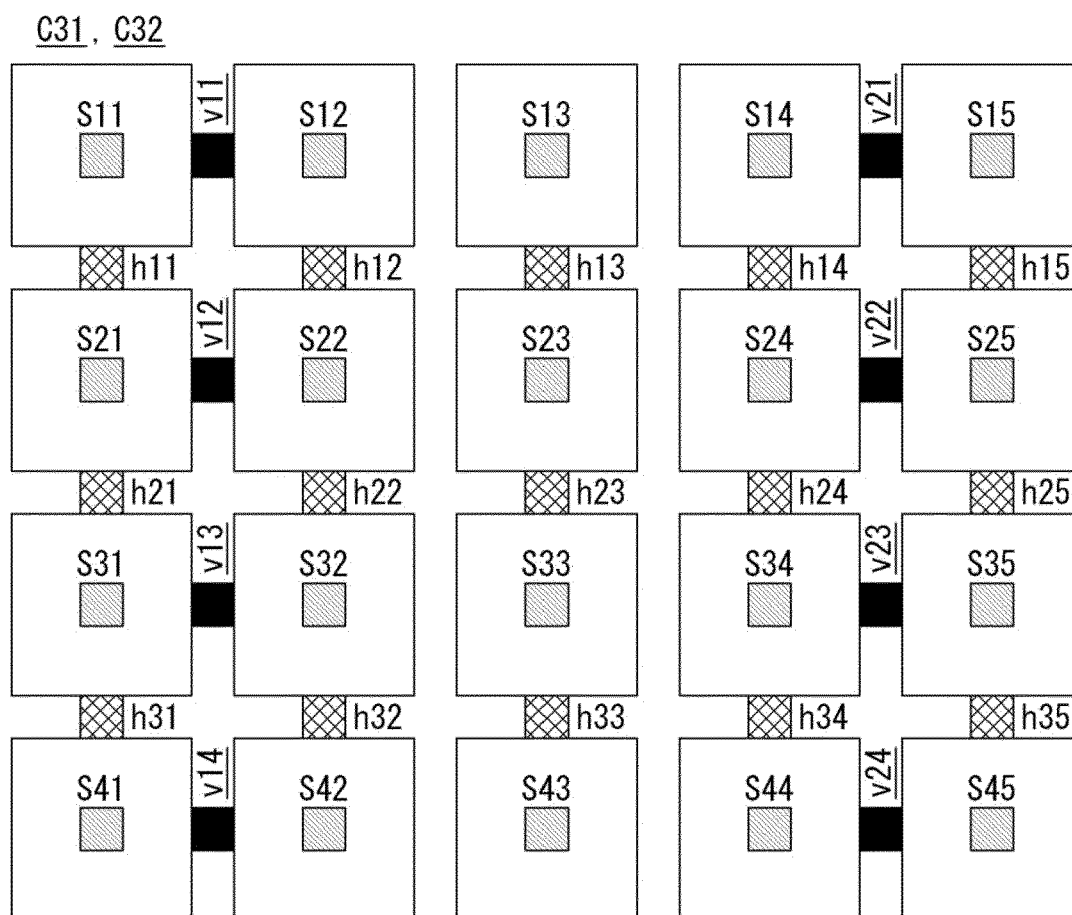 C31, C32
S11 v11 S12 S13 S14 v21 S15
h11 h12 h13 h14 h15
S21 v12 S22 S23 S24 v22 S25
h21 h22 h23 h24 h25
S31 v13 S32 S33 S34 v23 S35
h31 h32 h33 h34 h35
S41 v14 S42 S43 S44 v24 S45